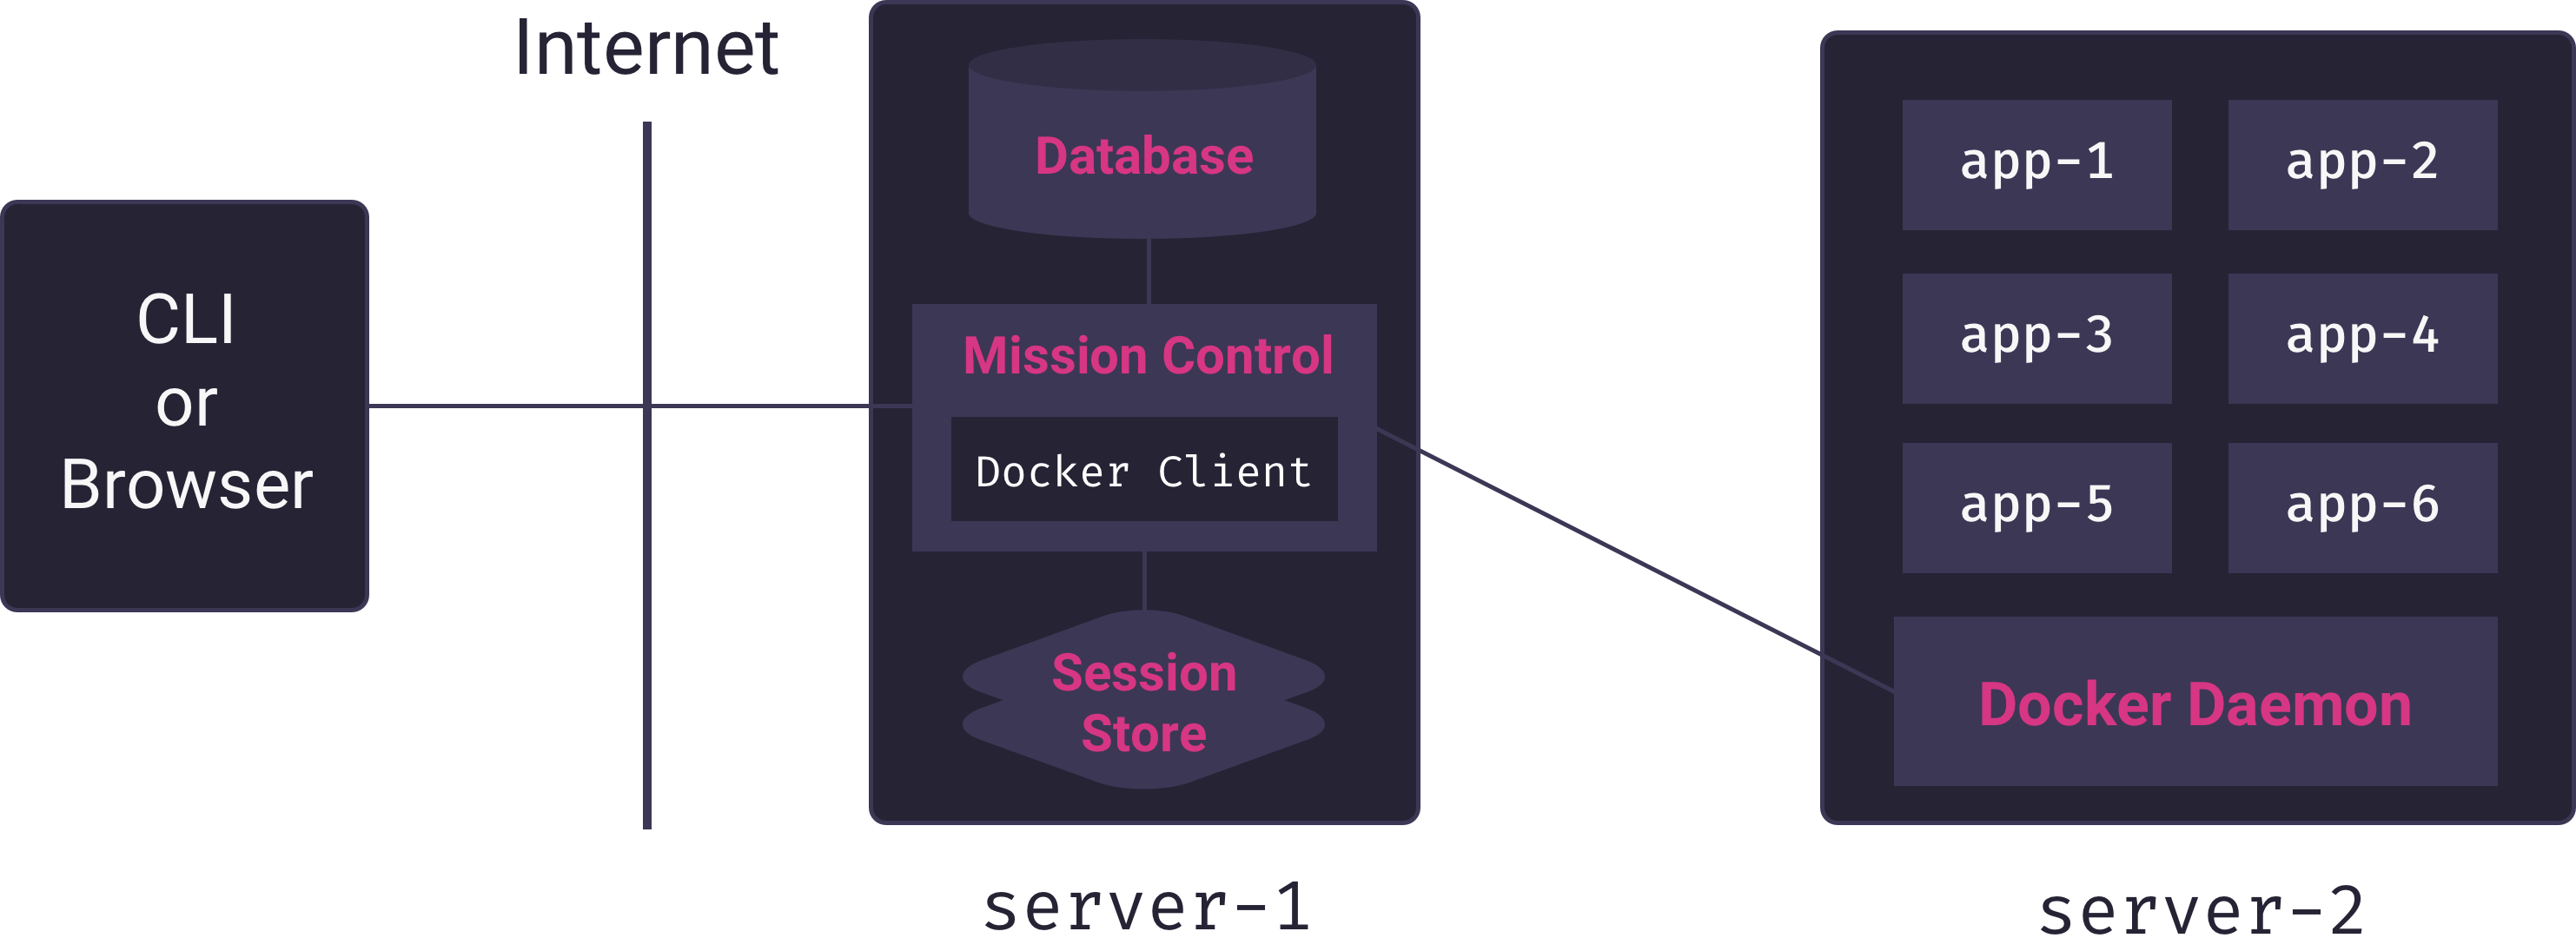 Internet
CLI
or
Browser
Database
Mission Control
Docker Client
Session
Store
server-1
app-1
app-2
app-3
app-4
app-5
app-6
Docker Daemon
server-2